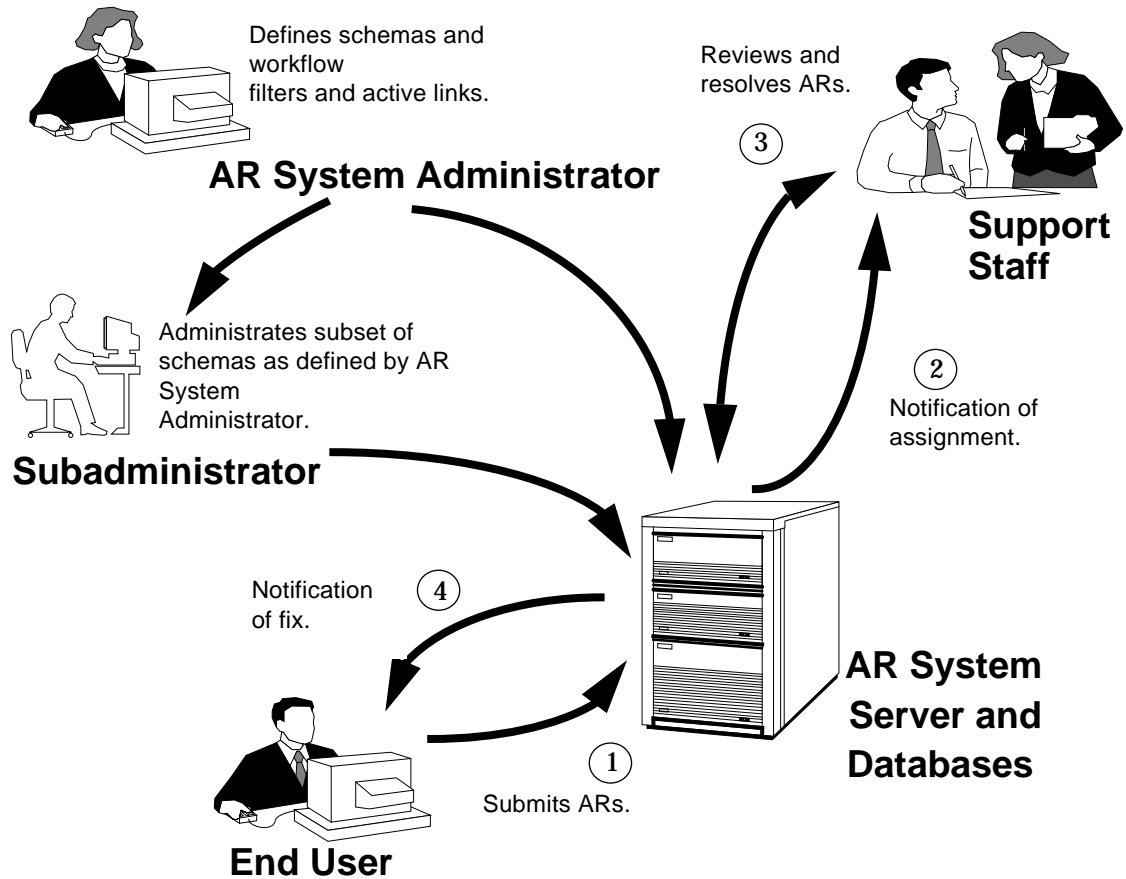 Defines schemas and
workflow
filters and active links.
AR System Administrator
Reviews and
resolves ARs.
3
Support
Staff
Administrates subset of
schemas as defined by AR
System
Administrator.
Subadministrator
2
Notification of
assignment.
Notification
of fix.
4
AR System
Server and
Databases
1
Submits ARs.
End User